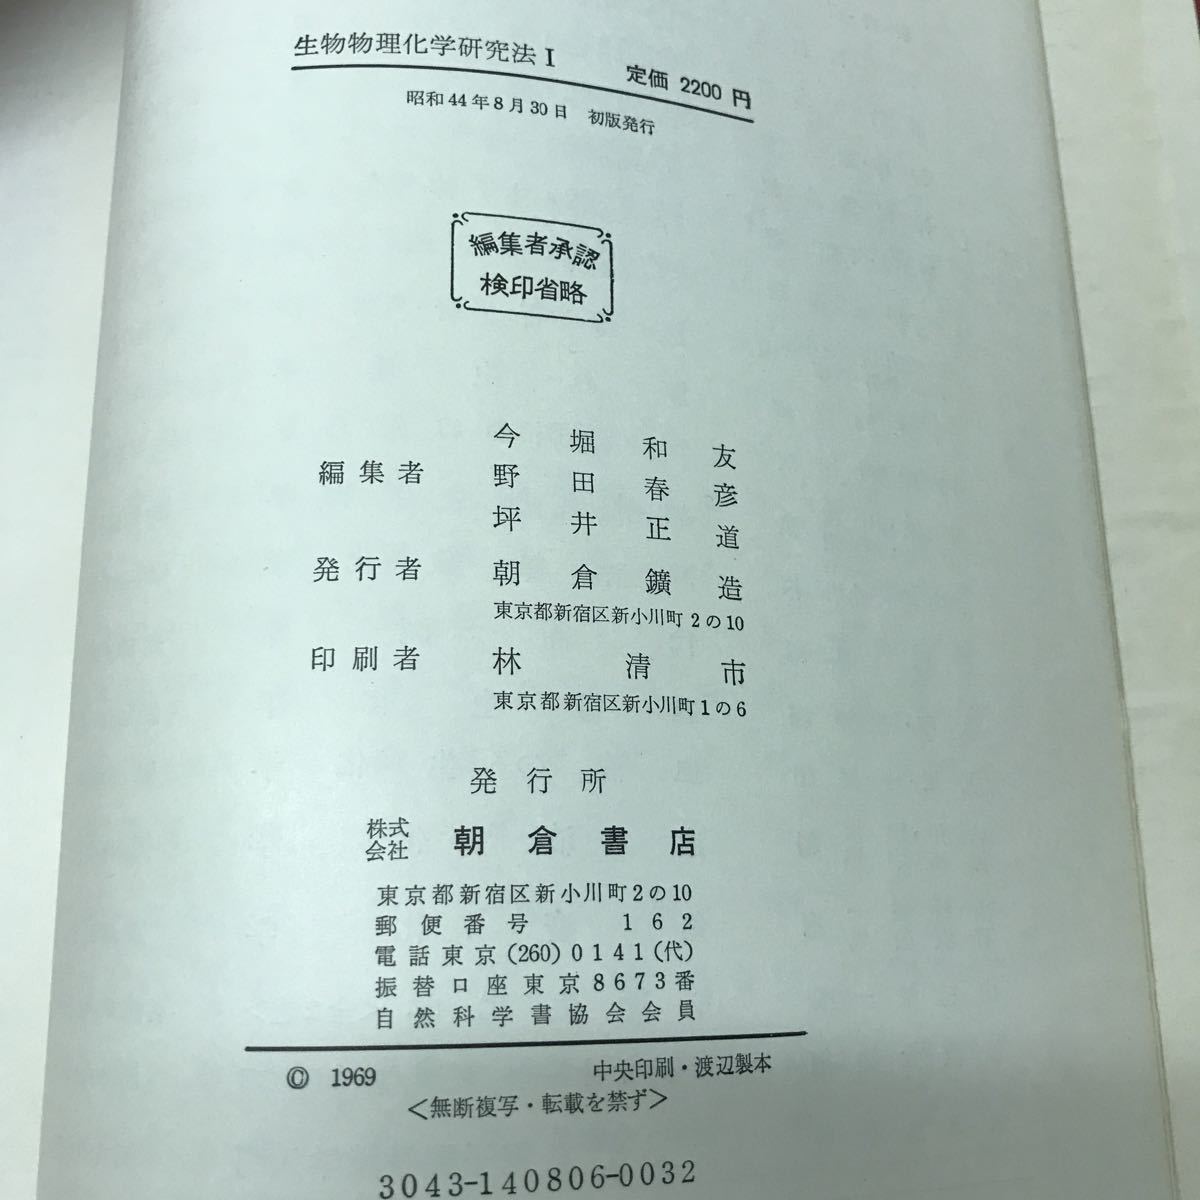 生物物理化学研究法 I 定価 2200 円
昭和44年8月30日 初版発行
編集者承認
検印省略
今堀和友
編集者 野田春彦
坪井正道
発行者 朝倉鑛造
東京都新宿区新小川町2の10
印刷者 林清市
東京都新宿区新小川町1の6
発行所
株式会社 朝倉書店
東京都新宿区新小川町2の10
郵便番号 162
電話東京(260)0141(代)
振替口座東京8673番
自然科学書協会会員
© 1969 中央印刷・渡辺製本
<無断複写・転載を禁ず>
3043-140806-0032